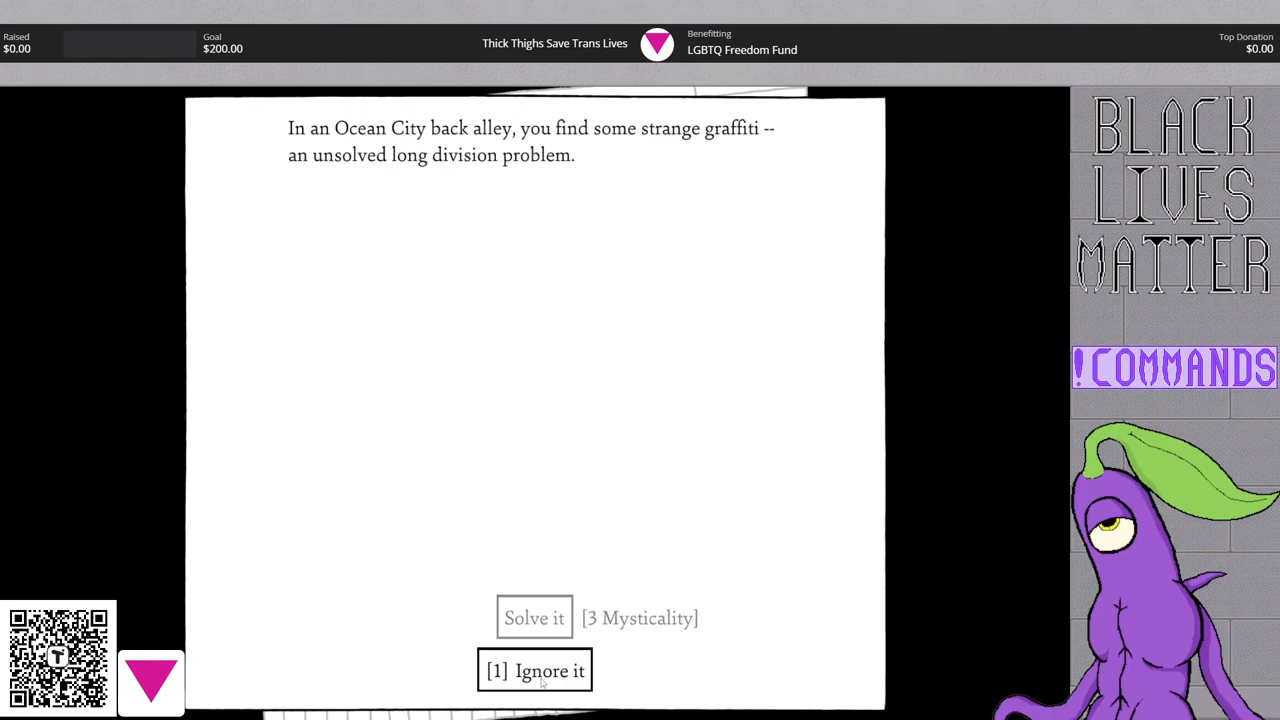 Raised
$0.00
Goal
$200.00
Thick Thighs Save Trans Lives
Benefitting
LGBTQ Freedom Fund
Top Donation
$0.00
In an Ocean City back alley, you find some strange graffiti --
an unsolved long division problem.
Solve it [3 Mysticality]
[1] Ignore it
BLACK
LIVES
MATTER
!COMMANDS
T